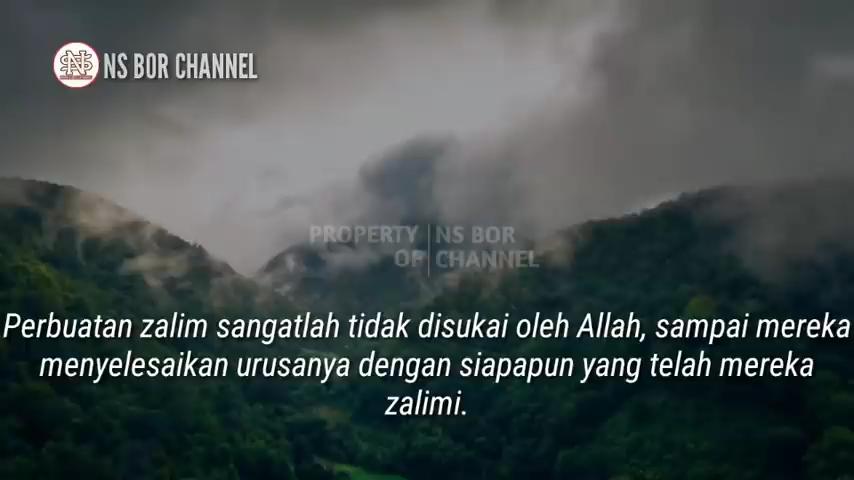 NS BOR CHANNEL
PROPERTY OF
NS BOR CHANNEL
Perbuatan zalim sangatlah tidak disukai oleh Allah, sampai mereka
menyelesaikan urusanya dengan siapapun yang telah mereka
zalimi.